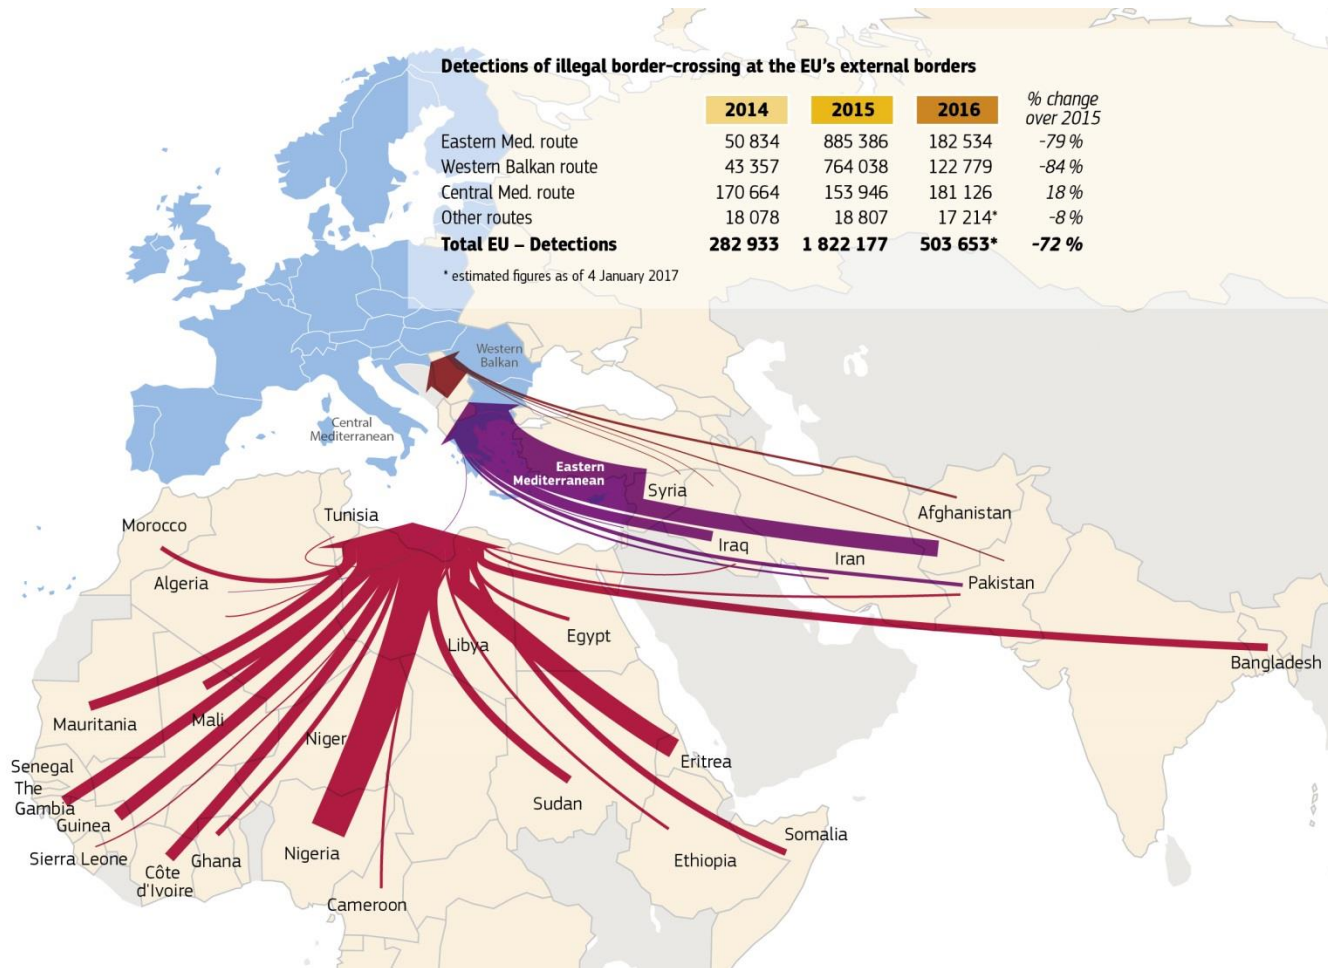 Detections of illegal border-crossing at the EU's external borders
2014 2015 2016 % change
over 2015
Eastern Med. route 50 834 885 386 182 534 -79 %
Western Balkan route 43 357 764 038 122 779 -84 %
Central Med. route 170 664 153 946 181 126 18 %
Other routes 18 078 18 807 17 214* -8 %
Total EU – Detections 282 933 1 822 177 503 653* -72 %
* estimated figures as of 4 January 2017
Western
Balkan
Central
Mediterranean
Eastern
Mediterranean
Syria
Afghanistan
Tunisia
Morocco
Iraq
Iran
Algeria
Pakistan
Egypt
Libya
Bangladesh
Mauritania
Mali
Niger
Eritrea
Senegal
The
Gambia
Guinea
Sudan
Somalia
Sierra Leone
Ghana
Nigeria
Ethiopia
Côte
d'Ivoire
Cameroon